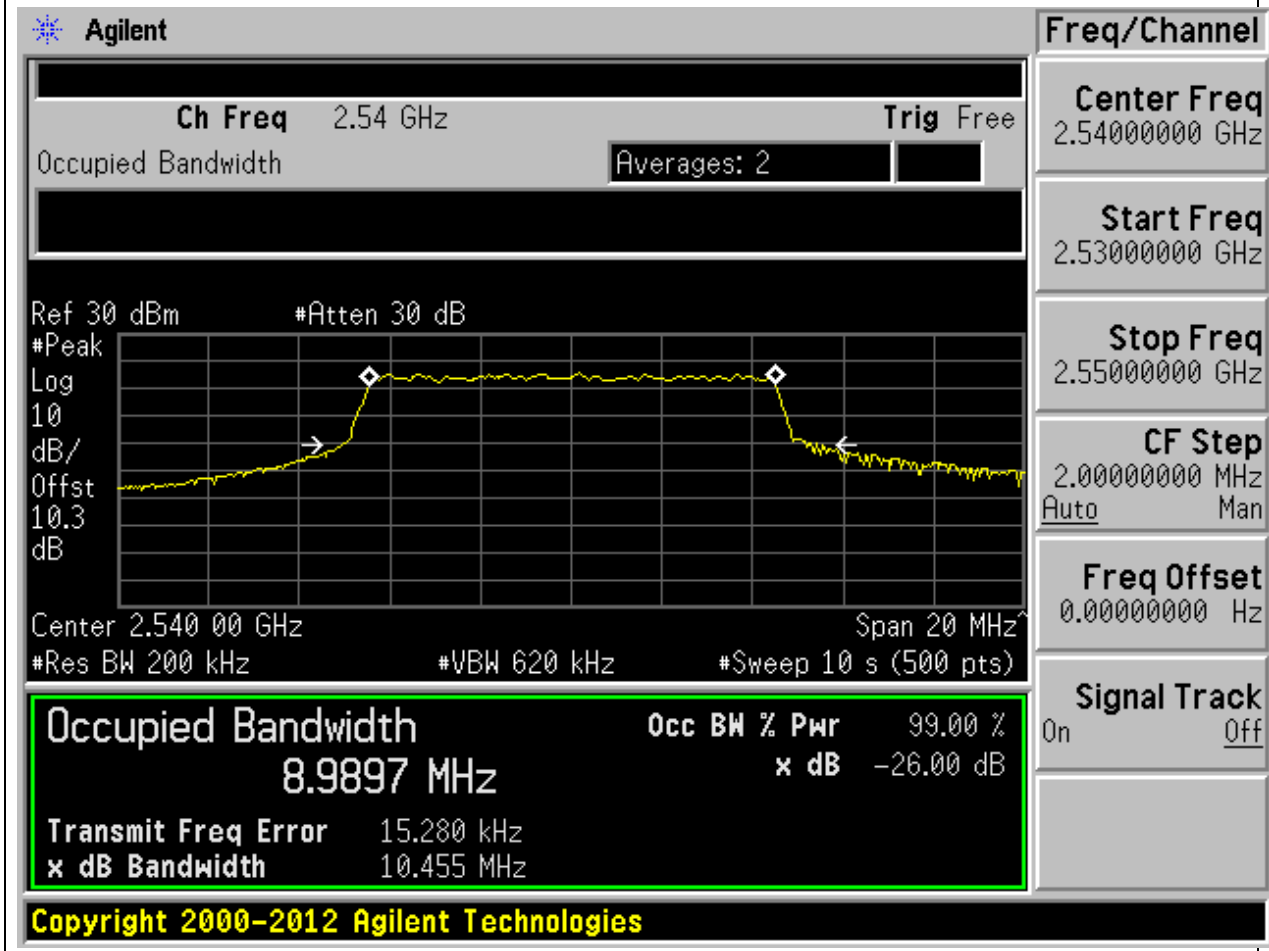 Agilent
Freq/Channel
Ch Freq 2.54 GHz Trig Free
Occupied Bandwidth Averages: 2
Center Freq
2.54000000 GHz
Start Freq
2.53000000 GHz
Stop Freq
2.55000000 GHz
CF Step
2.00000000 MHz
Auto Man
Freq Offset
0.00000000 Hz
Signal Track
On Off
Ref 30 dBm #Atten 30 dB
#Peak
Log
10
dB/
Offst
10.3
dB
Center 2.540 00 GHz Span 20 MHz^
#Res BW 200 kHz #VBW 620 kHz #Sweep 10 s (500 pts)
Occupied Bandwidth Occ BW % Pwr 99.00 %
8.9897 MHz x dB -26.00 dB
Transmit Freq Error 15.280 kHz
x dB Bandwidth 10.455 MHz
Copyright 2000-2012 Agilent Technologies